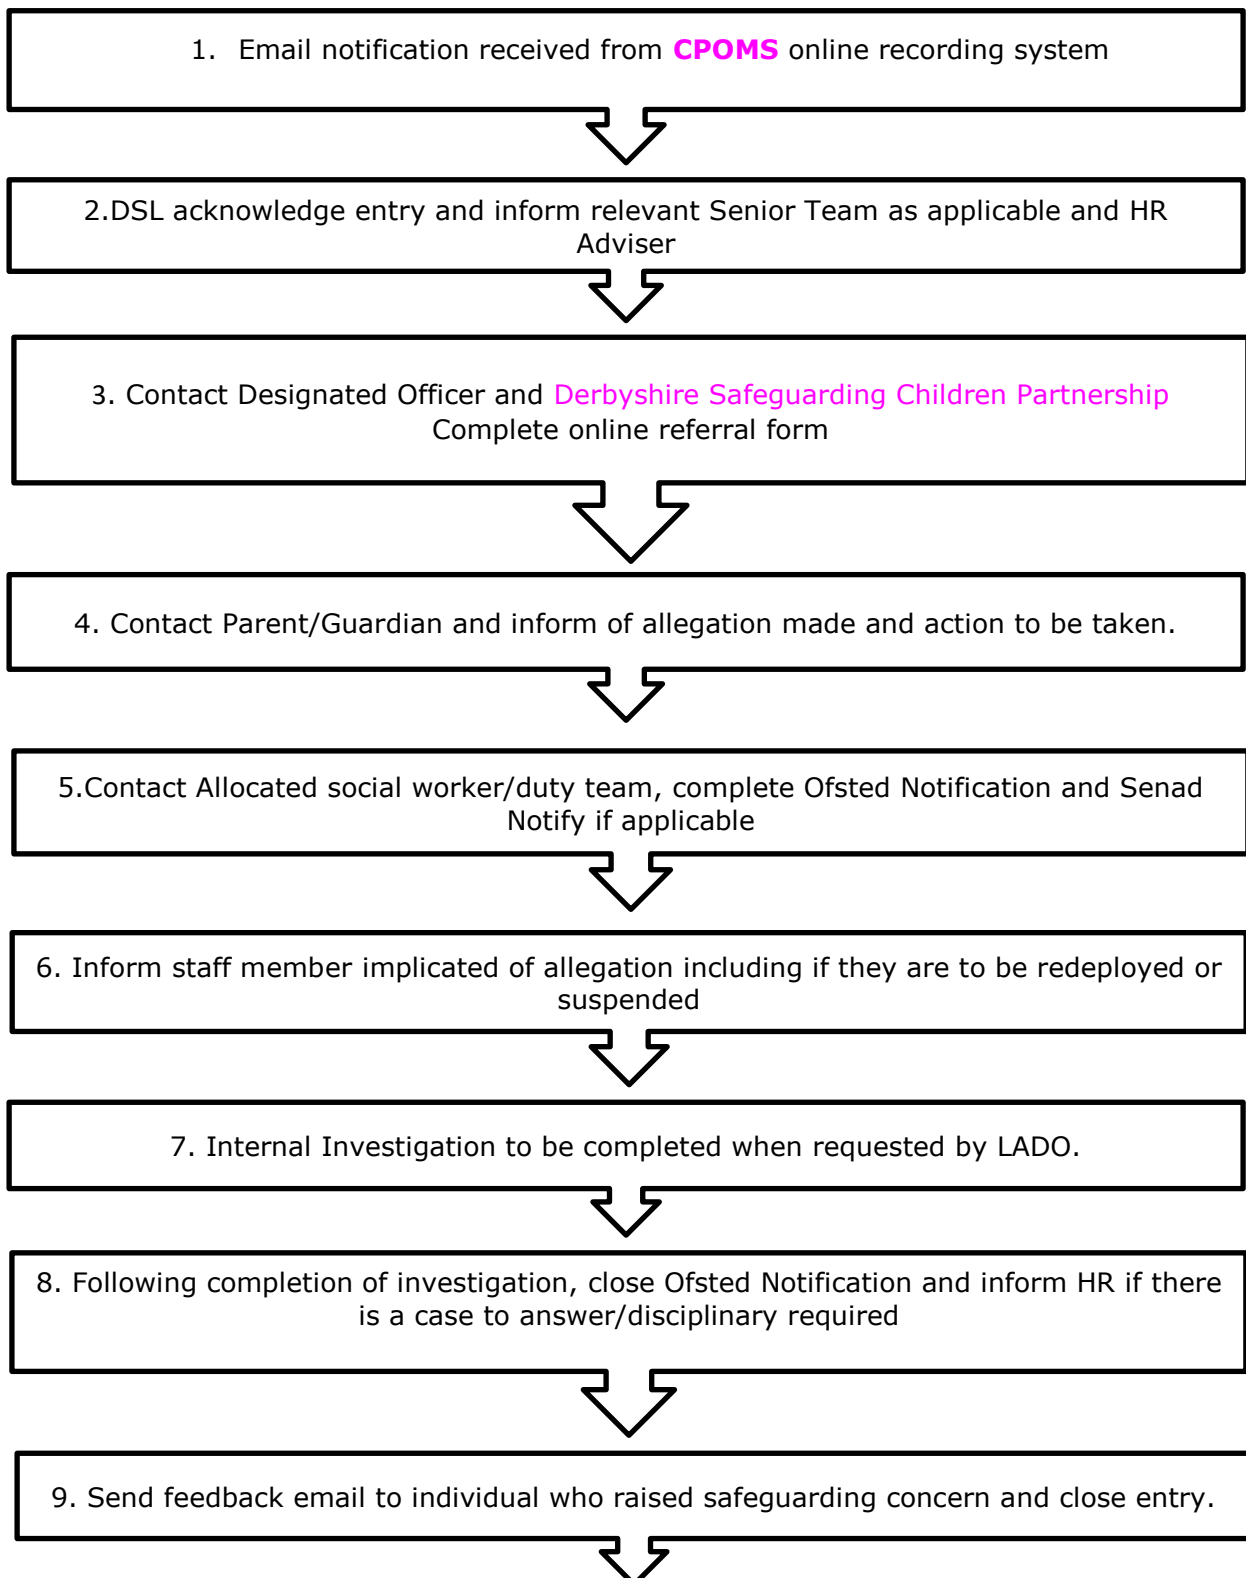 1. Email notification received from CPOMS online recording system
2.DSL acknowledge entry and inform relevant Senior Team as applicable and HR
Adviser
3. Contact Designated Officer and Derbyshire Safeguarding Children Partnership
Complete online referral form
4. Contact Parent/Guardian and inform of allegation made and action to be taken.
5.Contact Allocated social worker/duty team, complete Ofsted Notification and Senad
Notify if applicable
6. Inform staff member implicated of allegation including if they are to be redeployed or
suspended
7. Internal Investigation to be completed when requested by LADO.
8. Following completion of investigation, close Ofsted Notification and inform HR if there
is a case to answer/disciplinary required
9. Send feedback email to individual who raised safeguarding concern and close entry.